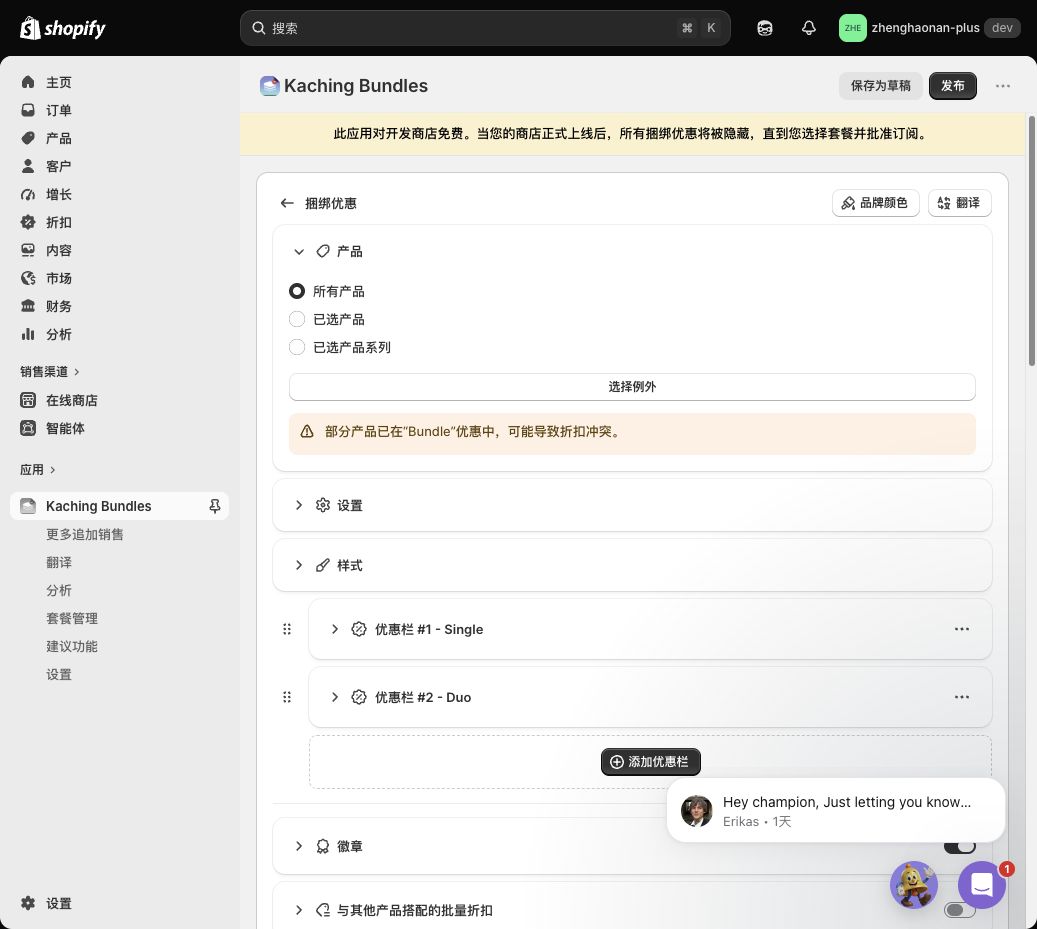 shopify
搜索
⌘ K
ZHE
zhenghaonan-plus
dev
主页
订单
产品
客户
增长
折扣
内容
市场
财务
分析
销售渠道
在线商店
智能体
应用
Kaching Bundles
更多追加销售
翻译
分析
套餐管理
建议功能
设置
设置
Kaching Bundles
保存为草稿
发布
此应用对开发商店免费。当您的商店正式上线后，所有捆绑优惠将被隐藏，直到您选择套餐并批准订阅。
捆绑优惠
品牌颜色
翻译
产品
所有产品
已选产品
已选产品系列
选择例外
部分产品已在“Bundle”优惠中，可能导致折扣冲突。
设置
样式
优惠栏 #1 - Single
优惠栏 #2 - Duo
添加优惠栏
Hey champion, Just letting you know...
Erikas • 1天
徽章
1
与其他产品搭配的批量折扣